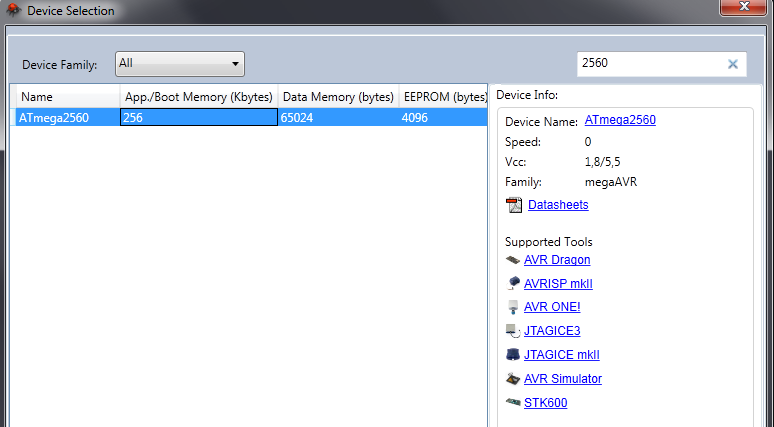 Device Selection
Device Family: All 2560
Name App./Boot Memory (Kbytes) Data Memory (bytes) EEPROM (bytes)
ATmega2560 256 65024 4096
Device Info:
Device Name: ATmega2560
Speed: 0
Vcc: 1,8/5,5
Family: megaAVR
Datasheets
Supported Tools
AVR Dragon
AVRISP mkII
AVR ONE!
JTAGICE3
JTAGICE mkII
AVR Simulator
STK600